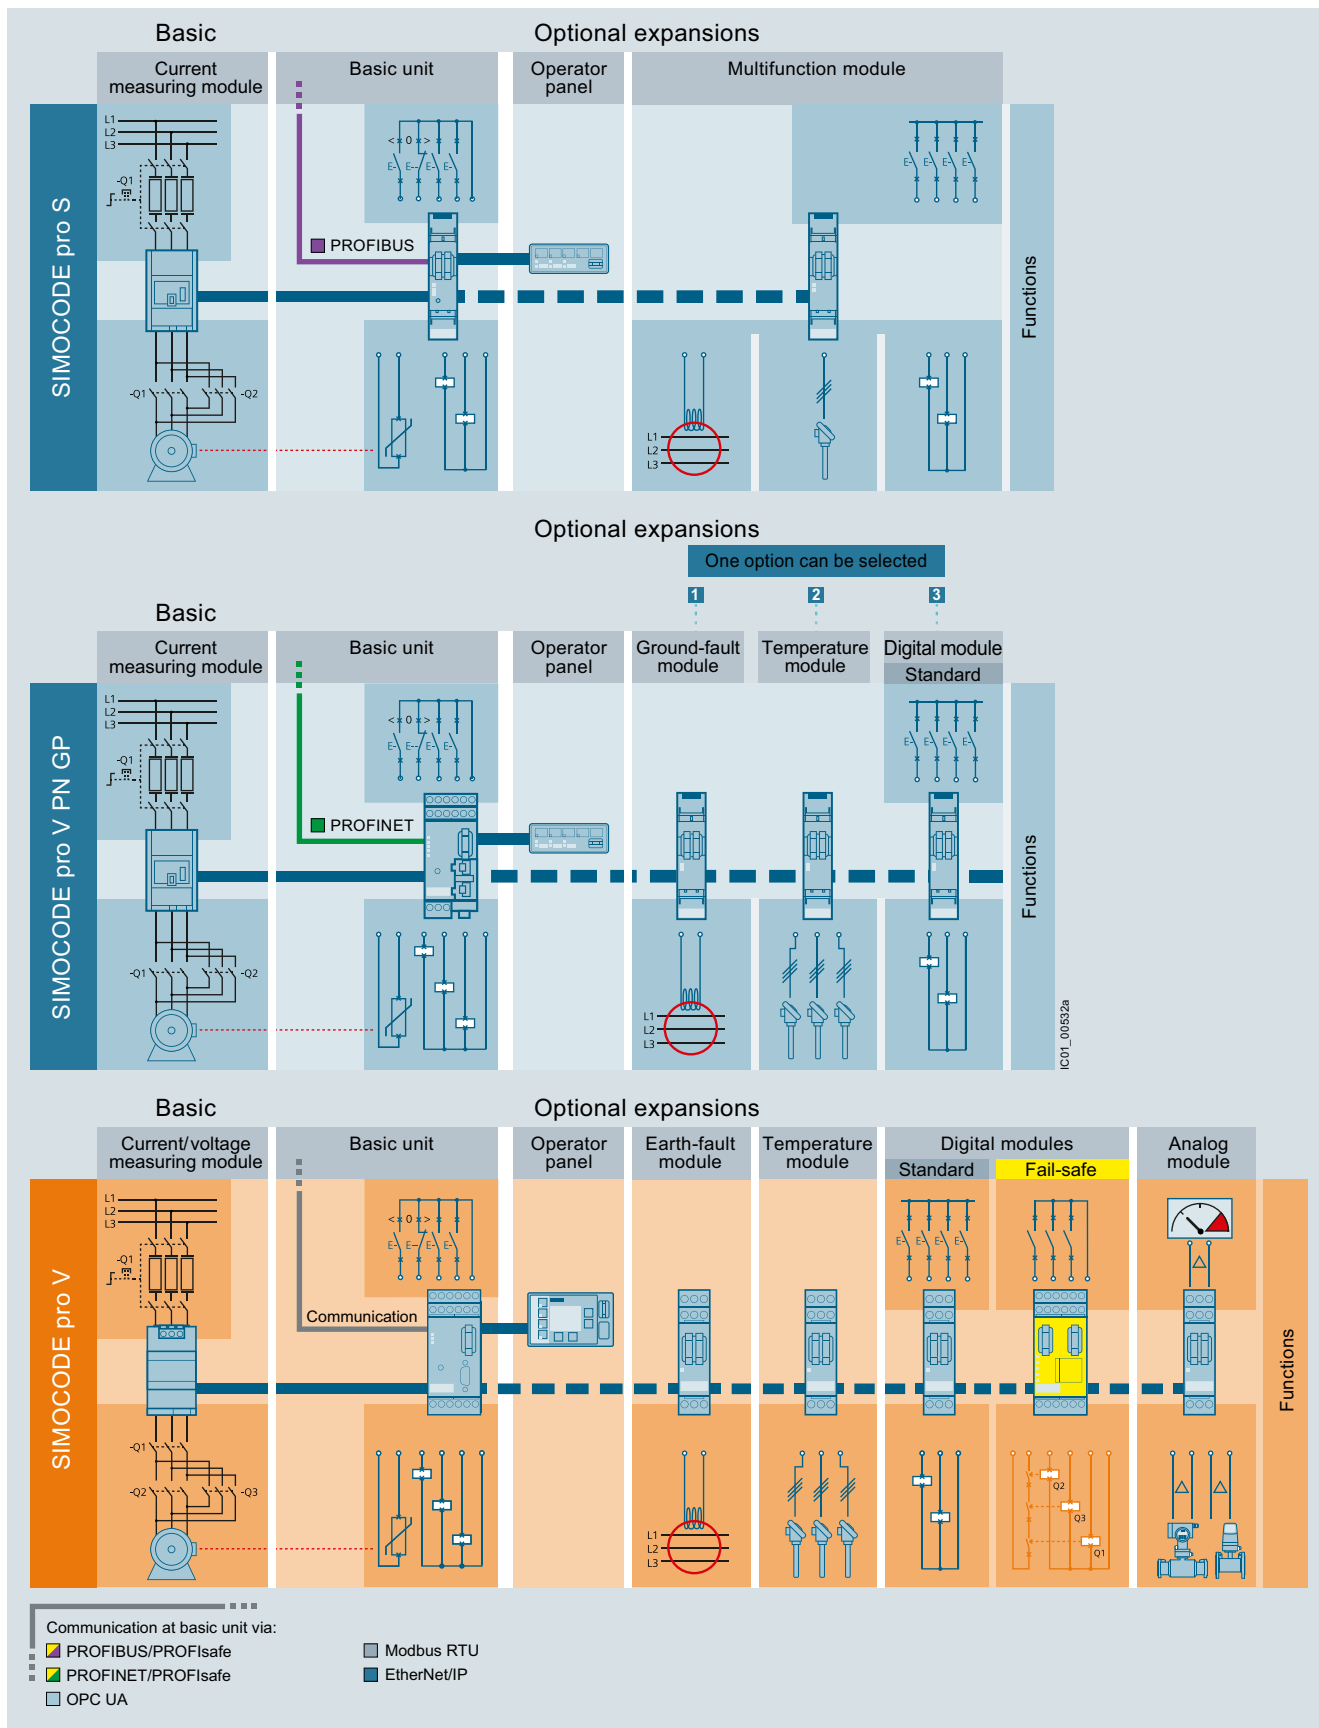 Basic
Optional expansions
Current
measuring module
Basic unit
Operator
panel
Multifunction module
SIMOCODE pro S
L1
L2
L3
-Q1
< 0 >
E- E-- E- E-
E- E- E- E-
PROFIBUS
Functions
-Q1
-Q2
L1
L2
L3
Optional expansions
One option can be selected
1
2
3
Basic
Current
measuring module
Basic unit
Operator
panel
Ground-fault
module
Temperature
module
Digital module
Standard
SIMOCODE pro V PN GP
L1
L2
L3
-Q1
< 0 >
E- E-- E- E-
E- E- E- E-
PROFINET
Functions
-Q1
-Q2
L1
L2
L3
IC01_00532a
Basic
Optional expansions
Current/voltage
measuring module
Basic unit
Operator
panel
Earth-fault
module
Temperature
module
Digital modules
Standard
Fail-safe
Analog
module
SIMOCODE pro V
L1
L2
L3
-Q1
< 0 >
E- E-- E- E-
E- E- E- E-
Communication
Functions
-Q1
-Q2
-Q3
L1
L2
L3
Q2
Q3
Q1
Communication at basic unit via:
PROFIBUS/PROFIsafe
PROFINET/PROFIsafe
OPC UA
Modbus RTU
EtherNet/IP